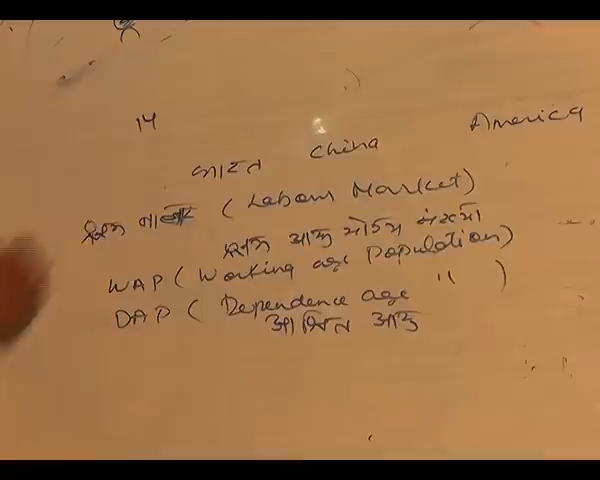 14
भारत China America
श्रम बाजार (Labour Market)
श्रम आयु योग्य संख्या
WAP (Working age Population)
DAP (Dependence age " )
आश्रित आयु